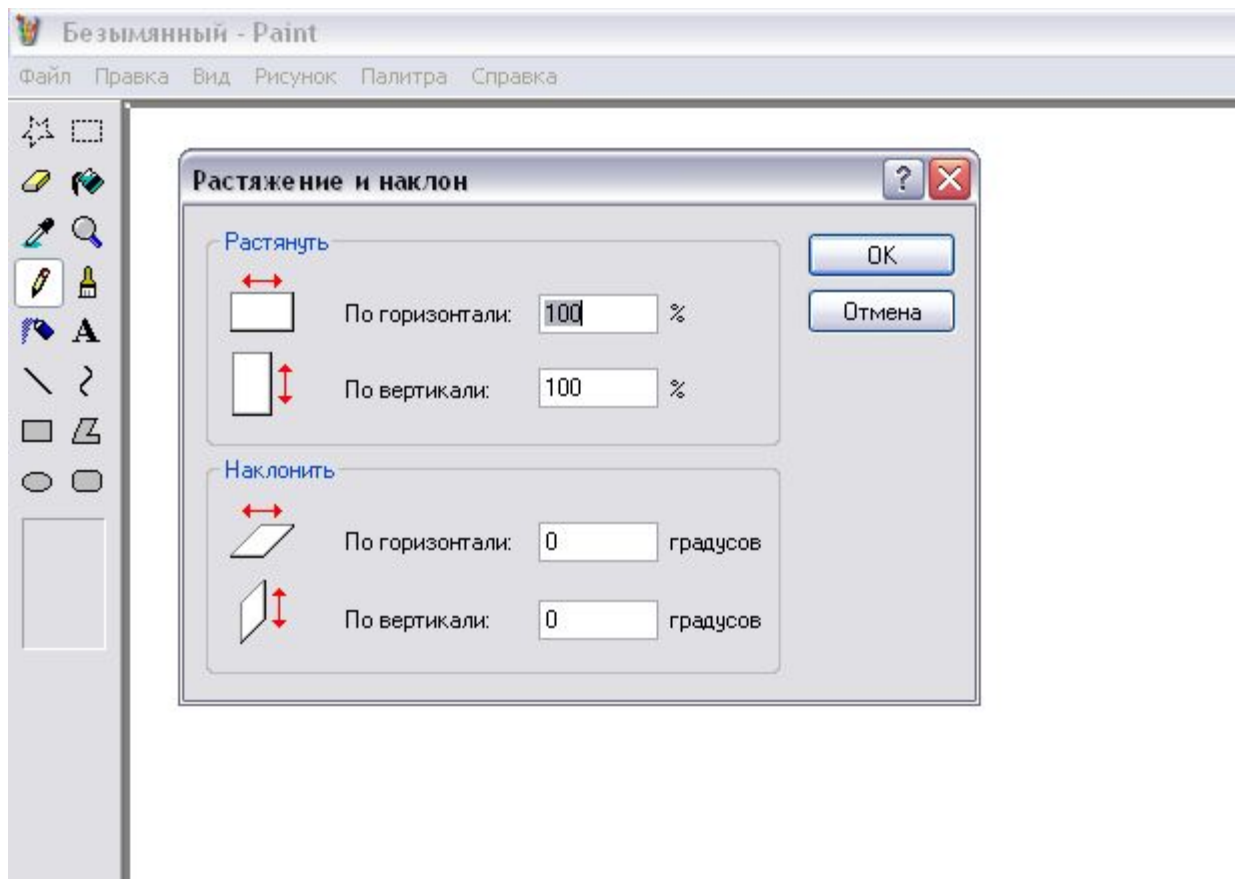 Безымянный - Paint
Файл Правка Вид Рисунок Палитра Справка
Растяжение и наклон
Растянуть
По горизонтали: 100 %
По вертикали: 100 %
OK
Отмена
Наклонить
По горизонтали: 0 градусов
По вертикали: 0 градусов